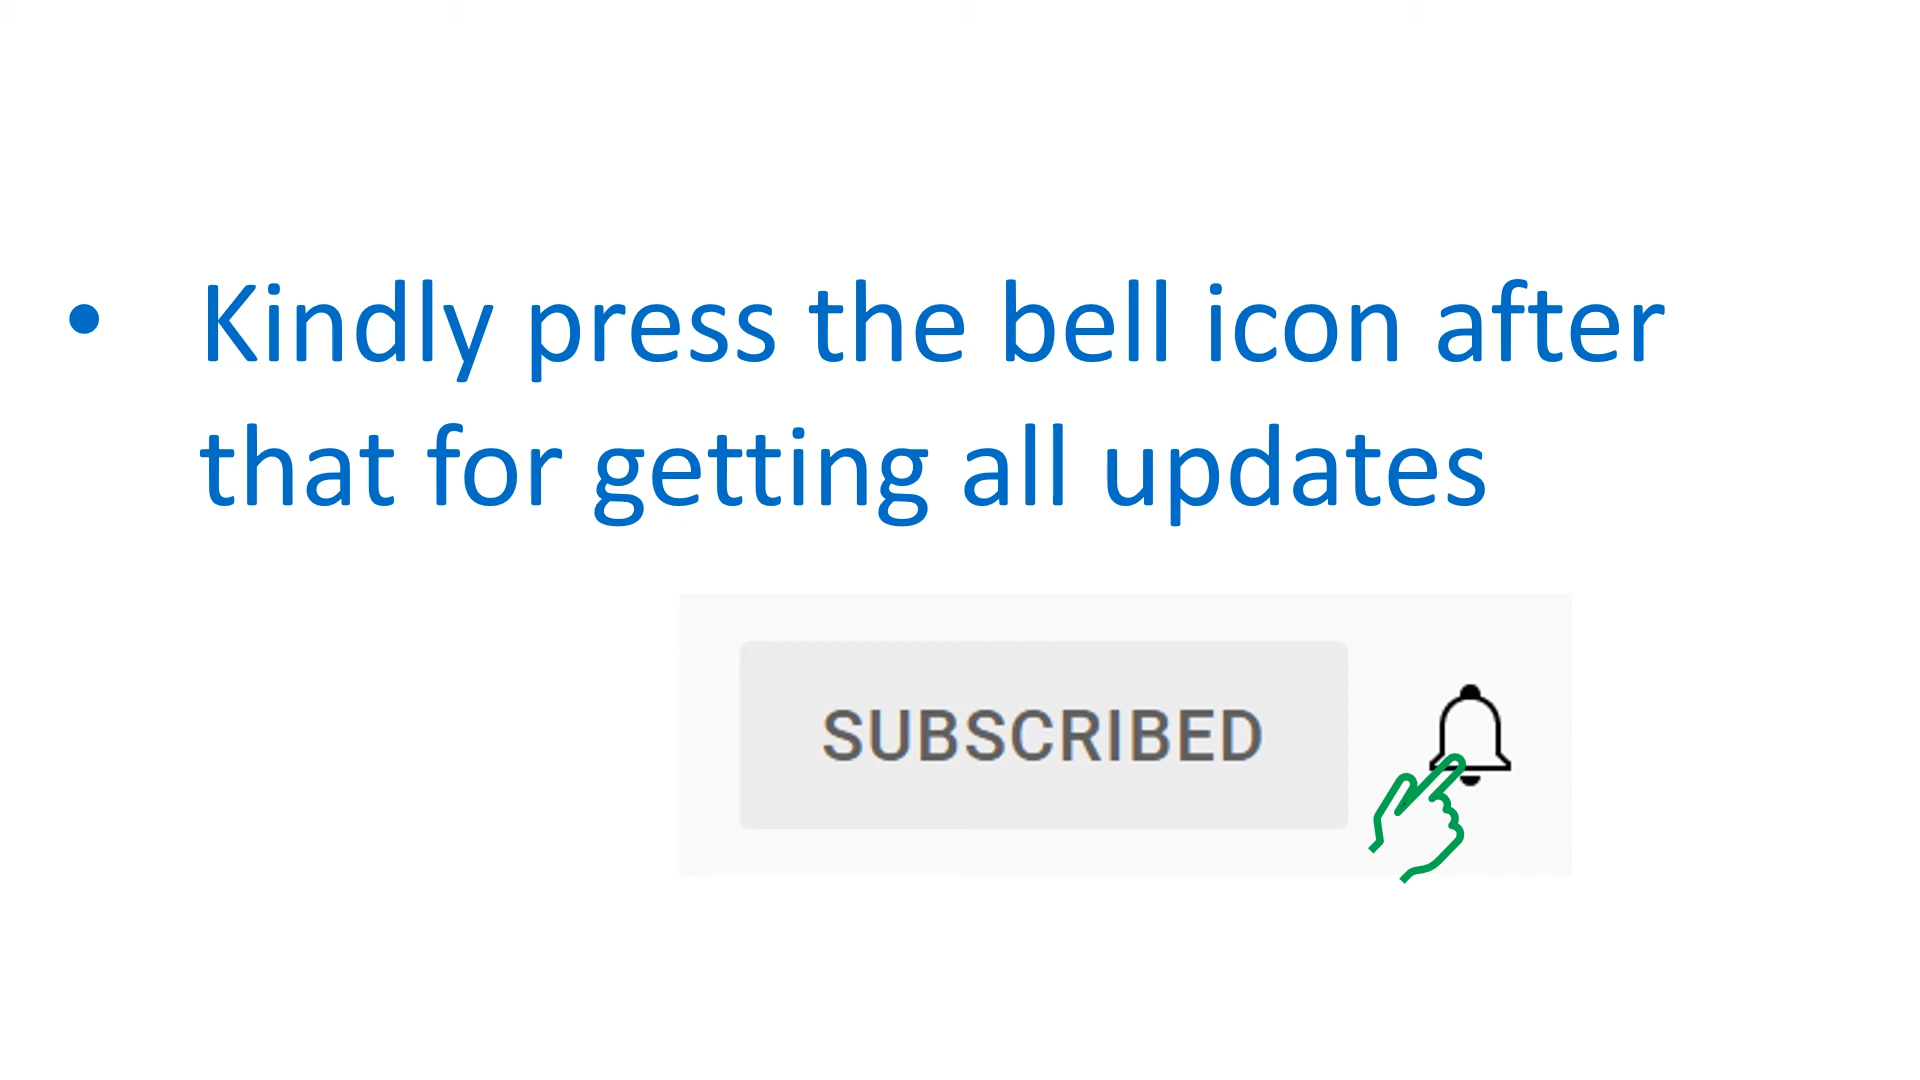 • Kindly press the bell icon after
that for getting all updates
SUBSCRIBED